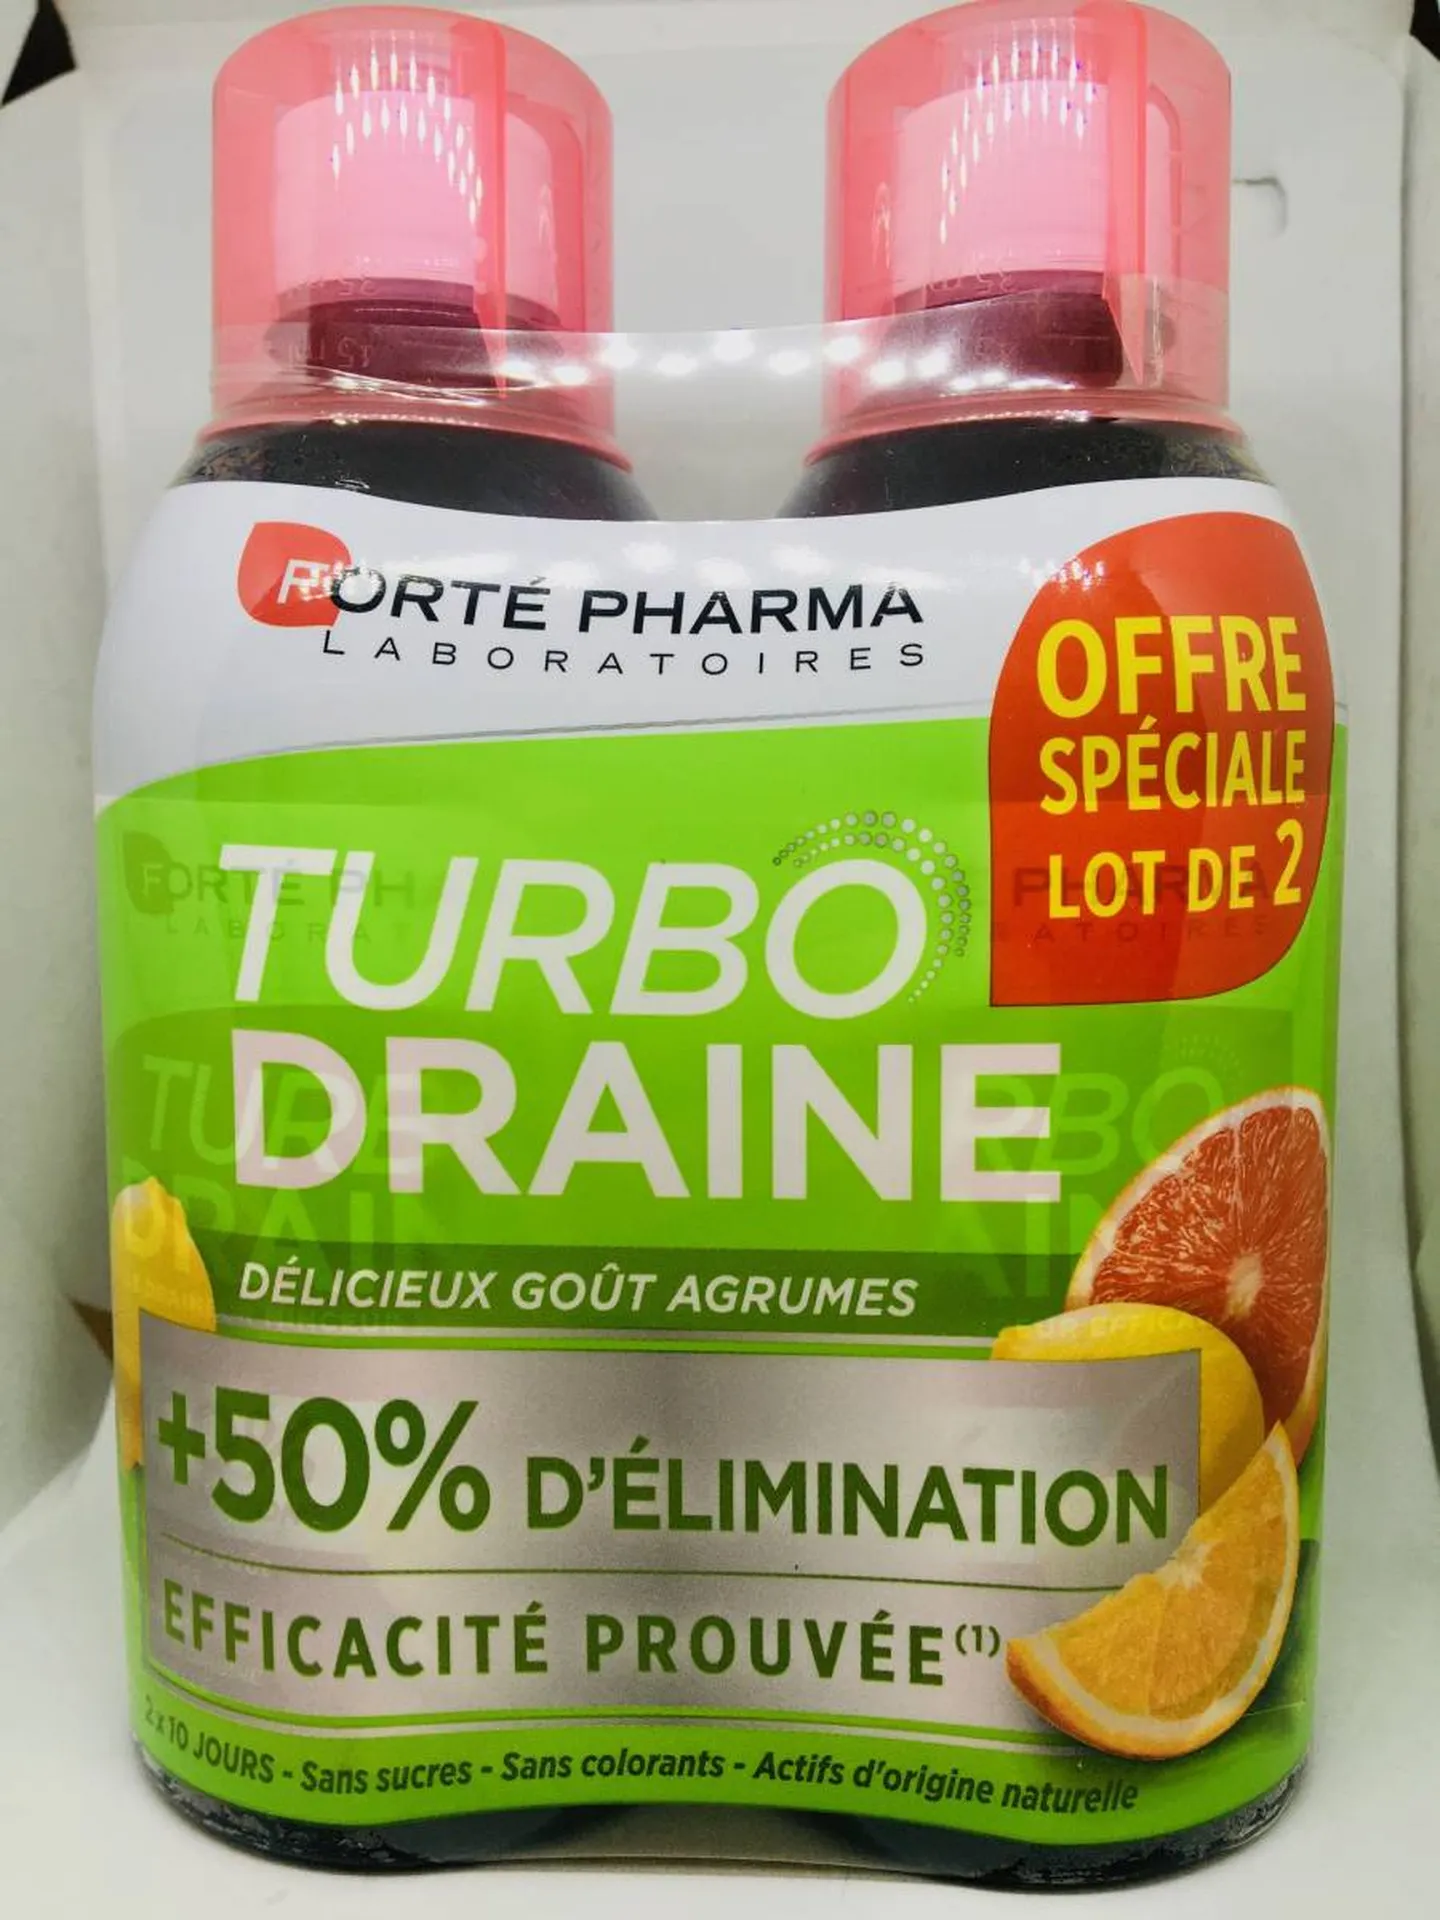 FORTÉ PHARMA
LABORATOIRES
OFFRE
SPÉCIALE
LOT DE 2
TURBO
DRAINE
DÉLICIEUX GOÛT AGRUMES
+50% D'ÉLIMINATION
EFFICACITÉ PROUVÉE(1)
2 x 10 JOURS - Sans sucres - Sans colorants - Actifs d'origine naturelle